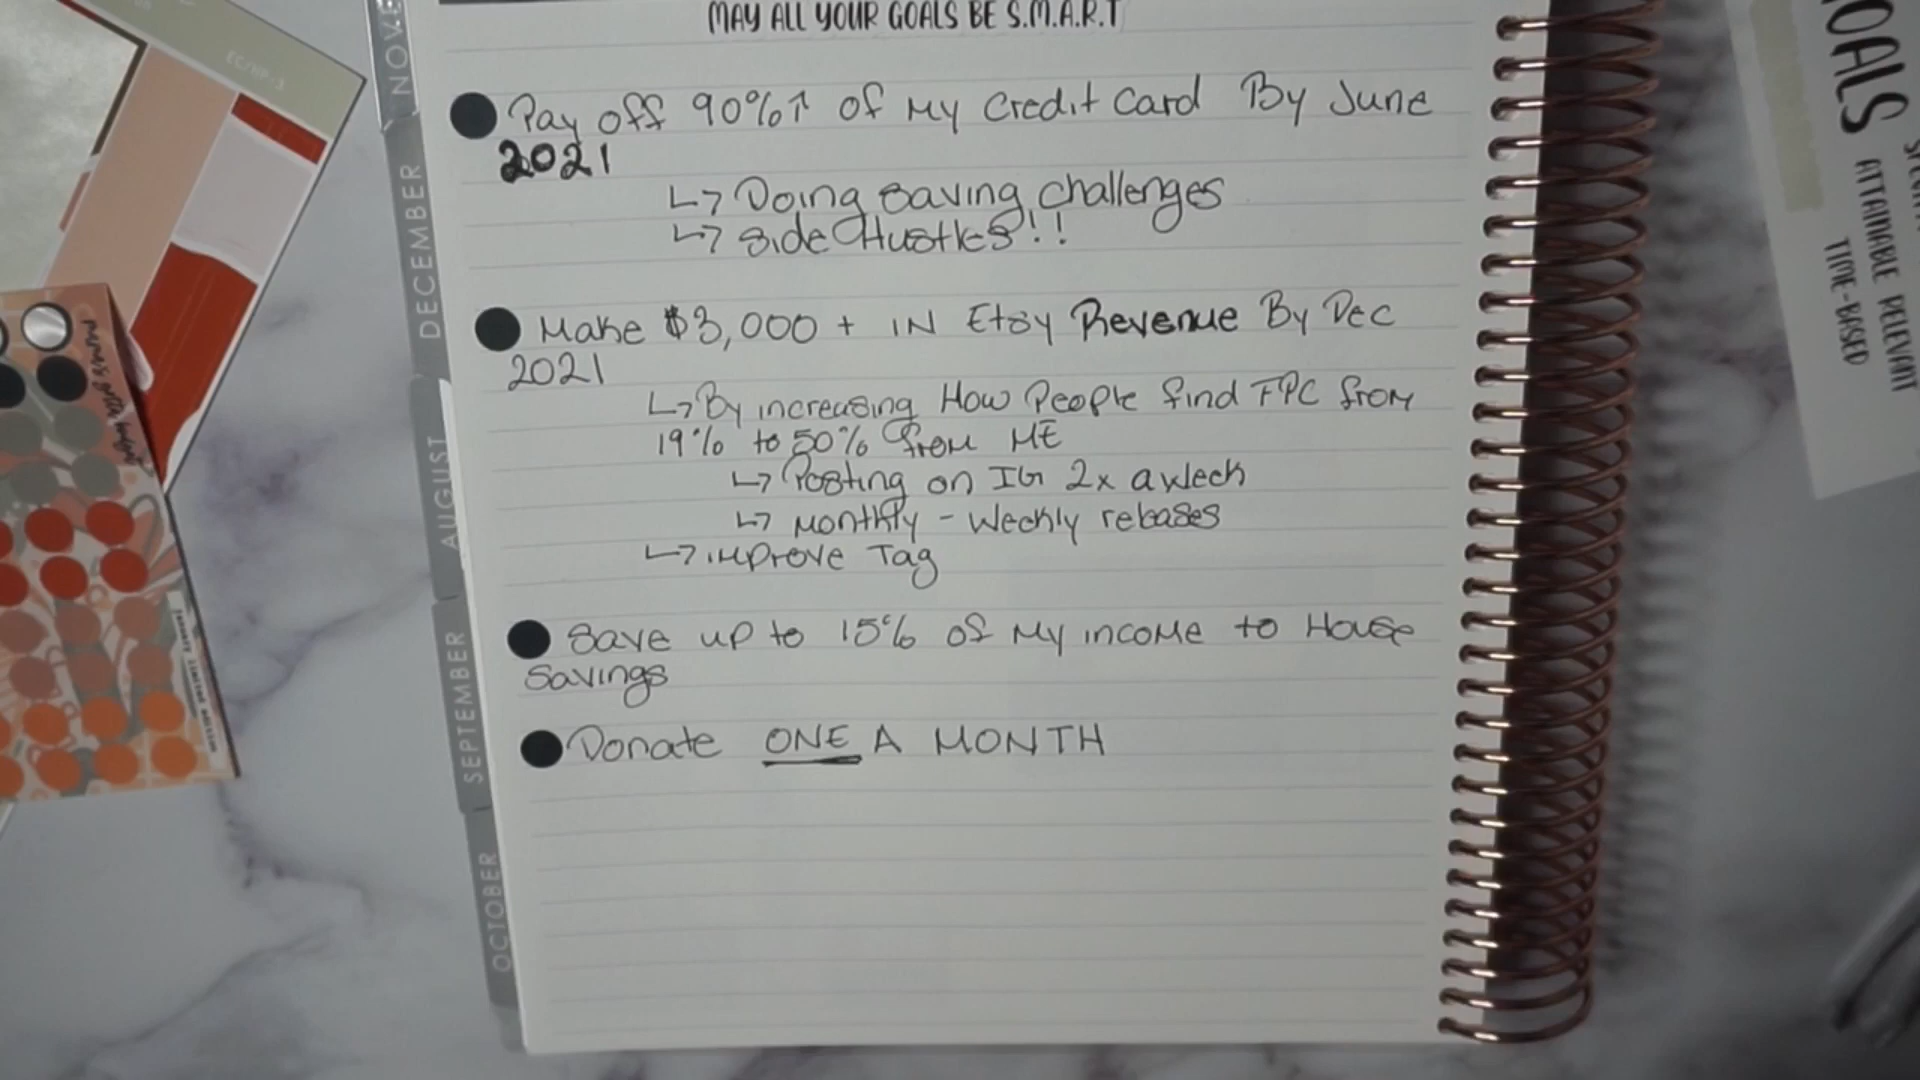 MAY ALL YOUR GOALS BE S.M.A.R.T
Pay off 90%↑ of My Credit Card By June
2021
↳ Doing saving challenges
↳ Side Hustles!!
Make $3,000 + IN Etsy Revenue By Dec
2021
↳ By increasing How People find FPC from
19% to 50% from ME
↳ Posting on IG 2x a week
↳ Monthly - Weekly releases
↳ improve Tag
Save up to 15% of My income to House
Savings
Donate ONE A MONTH
NOVE
DECEMBER
AUGUST
SEPTEMBER
OCTOBER
OALS
ATTAINABLE RELEVANT
TIME-BASED